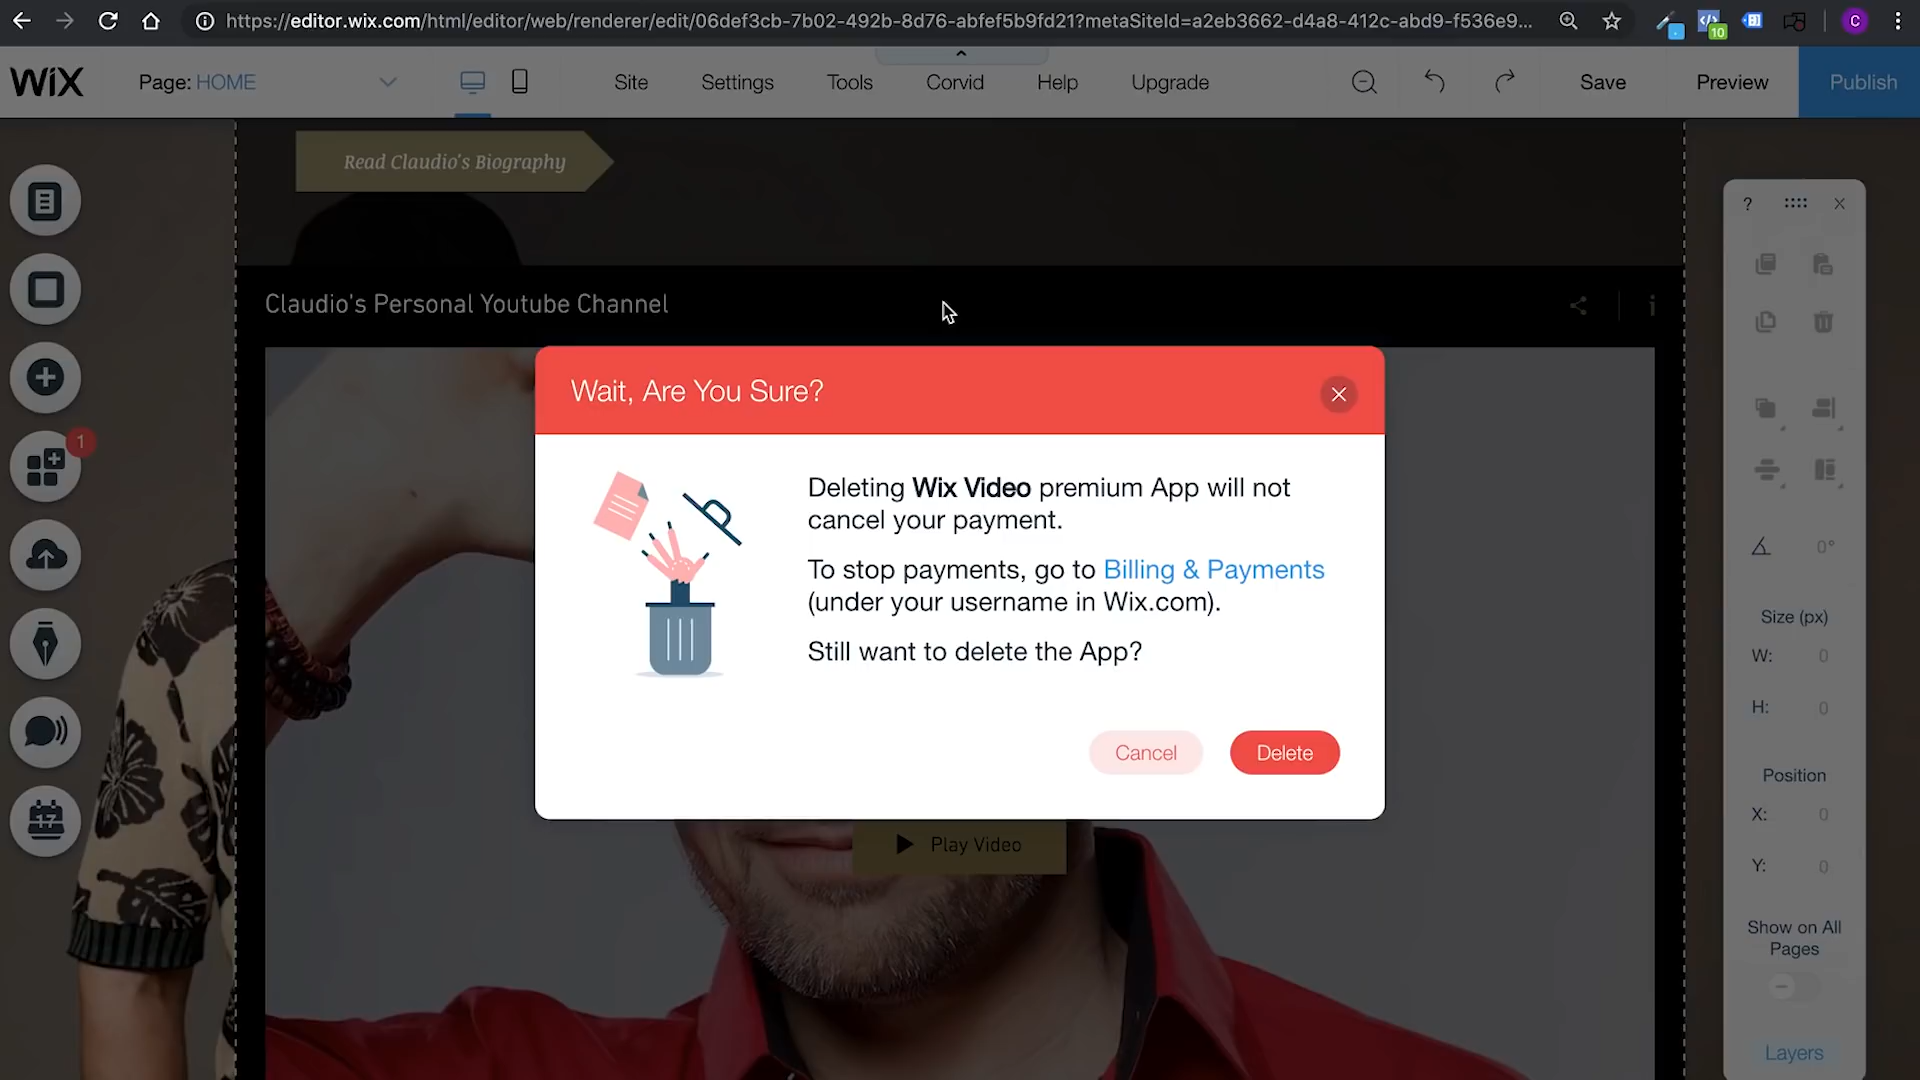 https://editor.wix.com/html/editor/web/renderer/edit/06def3cb-7b02-492b-8d76-abfef5b9fd21?metaSiteId=a2eb3662-d4a8-412c-abd9-f536e9...
10
C
WiX
Page: HOME
Site
Settings
Tools
Corvid
Help
Upgrade
Save
Preview
Publish
Read Claudio's Biography
?
Claudio's Personal Youtube Channel
Wait, Are You Sure?
1
Deleting Wix Video premium App will not
cancel your payment.
To stop payments, go to Billing & Payments
(under your username in Wix.com).
Still want to delete the App?
Cancel
Delete
17
Play Video
0°
Size (px)
W: 0
H: 0
Position
X: 0
Y: 0
Show on All
Pages
Layers